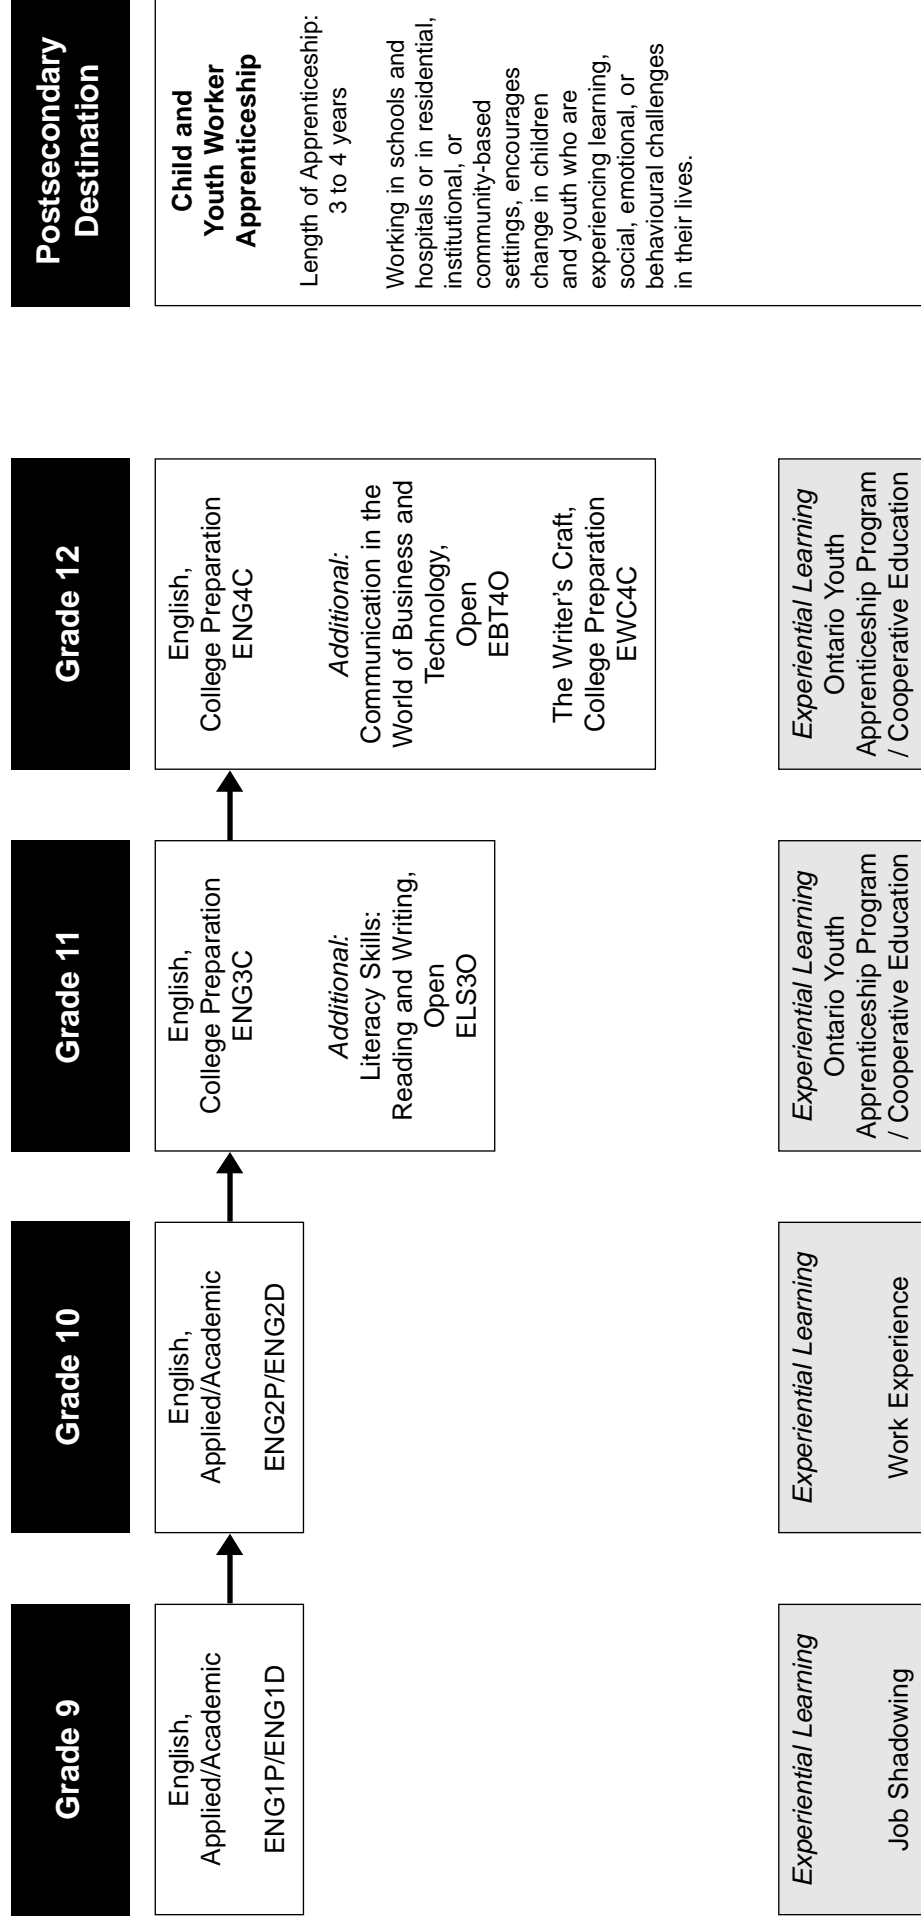 Grade 9
English,
Applied/Academic
ENG1P/ENG1D
Experiential Learning
Job Shadowing
Grade 10
English,
Applied/Academic
ENG2P/ENG2D
Experiential Learning
Work Experience
Grade 11
English,
College Preparation
ENG3C
Additional:
Literacy Skills:
Reading and Writing,
Open
ELS3O
Experiential Learning
Ontario Youth
Apprenticeship Program
/ Cooperative Education
Grade 12
English,
College Preparation
ENG4C
Additional:
Communication in the
World of Business and
Technology,
Open
EBT4O
The Writer's Craft,
College Preparation
EWC4C
Experiential Learning
Ontario Youth
Apprenticeship Program
/ Cooperative Education
Postsecondary
Destination
Child and
Youth Worker
Apprenticeship
Length of Apprenticeship:
3 to 4 years
Working in schools and
hospitals or in residential,
institutional, or
community-based
settings, encourages
change in children
and youth who are
experiencing learning,
social, emotional, or
behavioural challenges
in their lives.